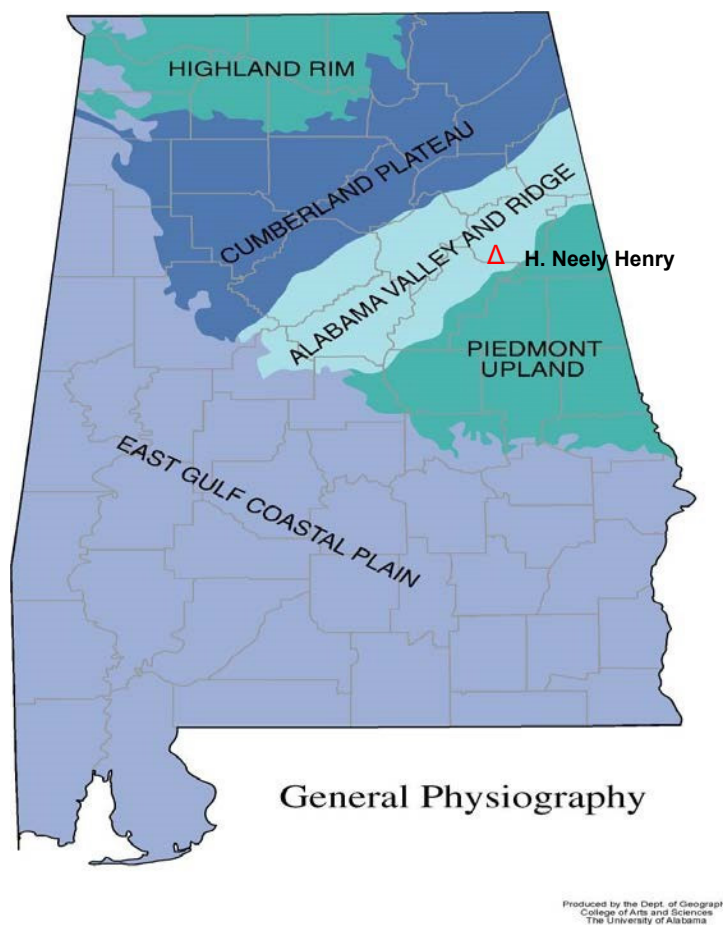 HIGHLAND RIM
CUMBERLAND PLATEAU
ALABAMA VALLEY AND RIDGE
Δ H. Neely Henry
PIEDMONT
UPLAND
EAST GULF COASTAL PLAIN
General Physiography
Produced by the Dept. of Geograph
College of Arts and Sciences
The University of Alabama